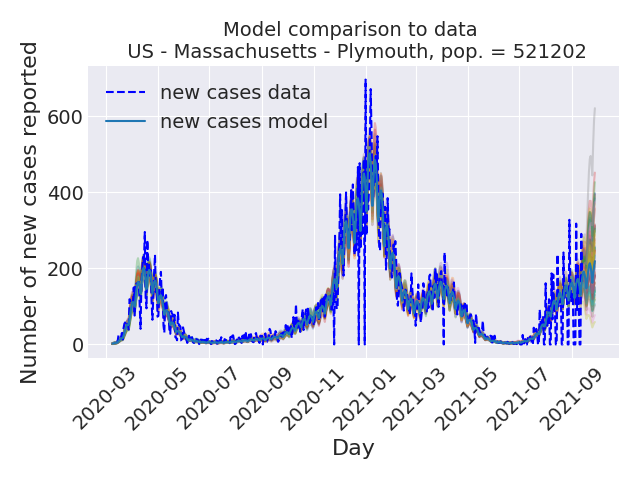 Model comparison to data
US - Massachusetts - Plymouth, pop. = 521202
Number of new cases reported
600
400
200
0
new cases data
new cases model
2020-03
2020-05
2020-07
2020-09
2020-11
2021-01
2021-03
2021-05
2021-07
2021-09
Day